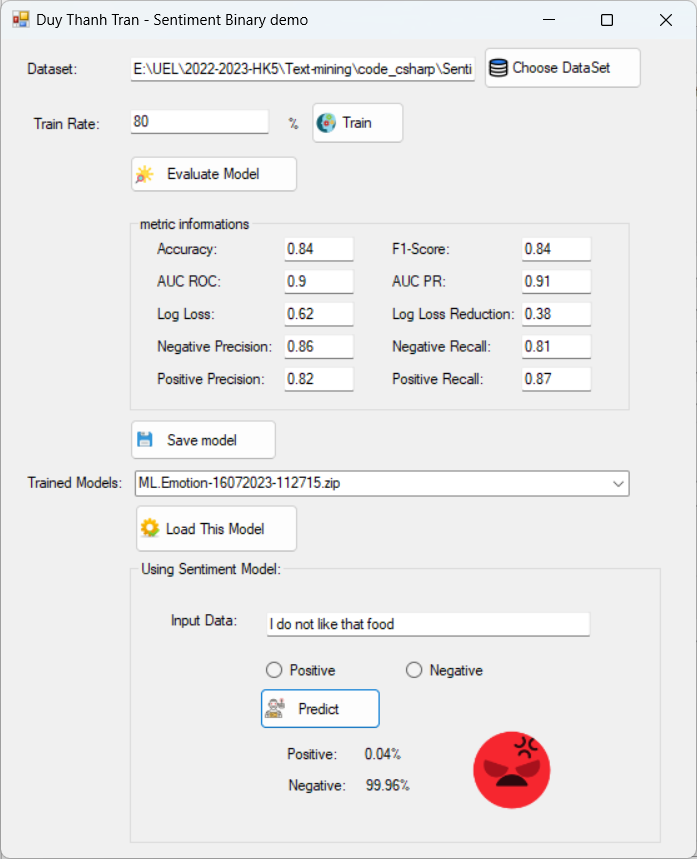 Duy Thanh Tran - Sentiment Binary demo
Dataset: E:\UEL\2022-2023-HK5\Text-mining\code_csharp\Senti Choose DataSet
Train Rate: 80 % Train
Evaluate Model
metric informations
Accuracy: 0.84 F1-Score: 0.84
AUC ROC: 0.9 AUC PR: 0.91
Log Loss: 0.62 Log Loss Reduction: 0.38
Negative Precision: 0.86 Negative Recall: 0.81
Positive Precision: 0.82 Positive Recall: 0.87
Save model
Trained Models: ML.Emotion-16072023-112715.zip
Load This Model
Using Sentiment Model:
Input Data: I do not like that food
Positive Negative
Predict
Positive: 0.04%
Negative: 99.96%